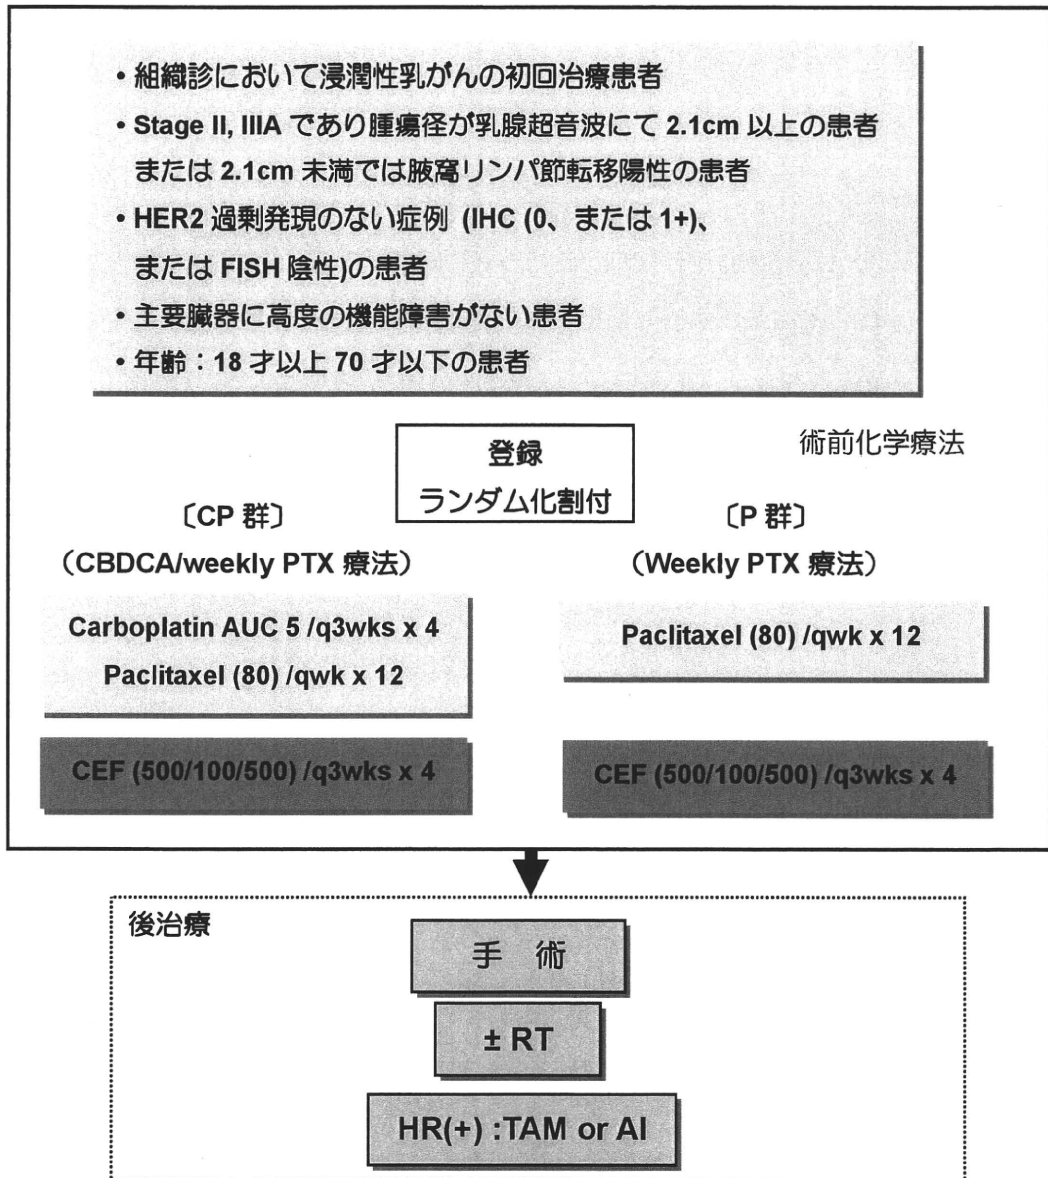 ・組織診において浸潤性乳がんの初回治療患者
・Stage II, IIIA であり腫瘍径が乳腺超音波にて 2.1cm 以上の患者
または 2.1cm 未満では腋窩リンパ節転移陽性の患者
・HER2 過剰発現のない症例 (IHC (0、または 1+)、
または FISH 陰性)の患者
・主要臓器に高度の機能障害がない患者
・年齢：18 才以上 70 才以下の患者
術前化学療法
登録
ランダム化割付
〔CP 群〕
（CBDCA/weekly PTX 療法）
Carboplatin AUC 5 /q3wks x 4
Paclitaxel (80) /qwk x 12
CEF (500/100/500) /q3wks x 4
〔P 群〕
（Weekly PTX 療法）
Paclitaxel (80) /qwk x 12
CEF (500/100/500) /q3wks x 4
後治療
手 術
± RT
HR(+) :TAM or AI